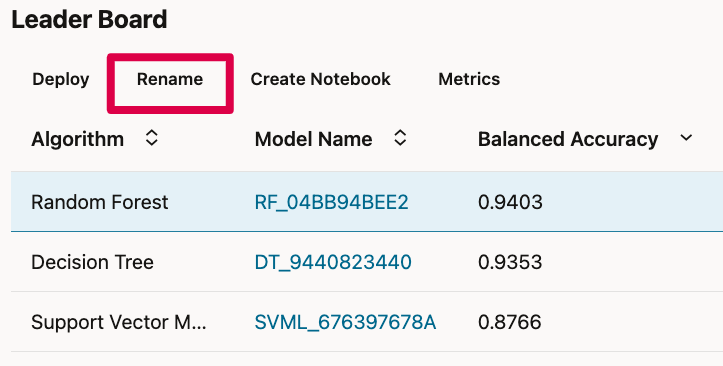 Leader Board
Deploy Rename Create Notebook Metrics
Algorithm Model Name Balanced Accuracy
Random Forest RF_04BB94BEE2 0.9403
Decision Tree DT_9440823440 0.9353
Support Vector M... SVML_676397678A 0.8766